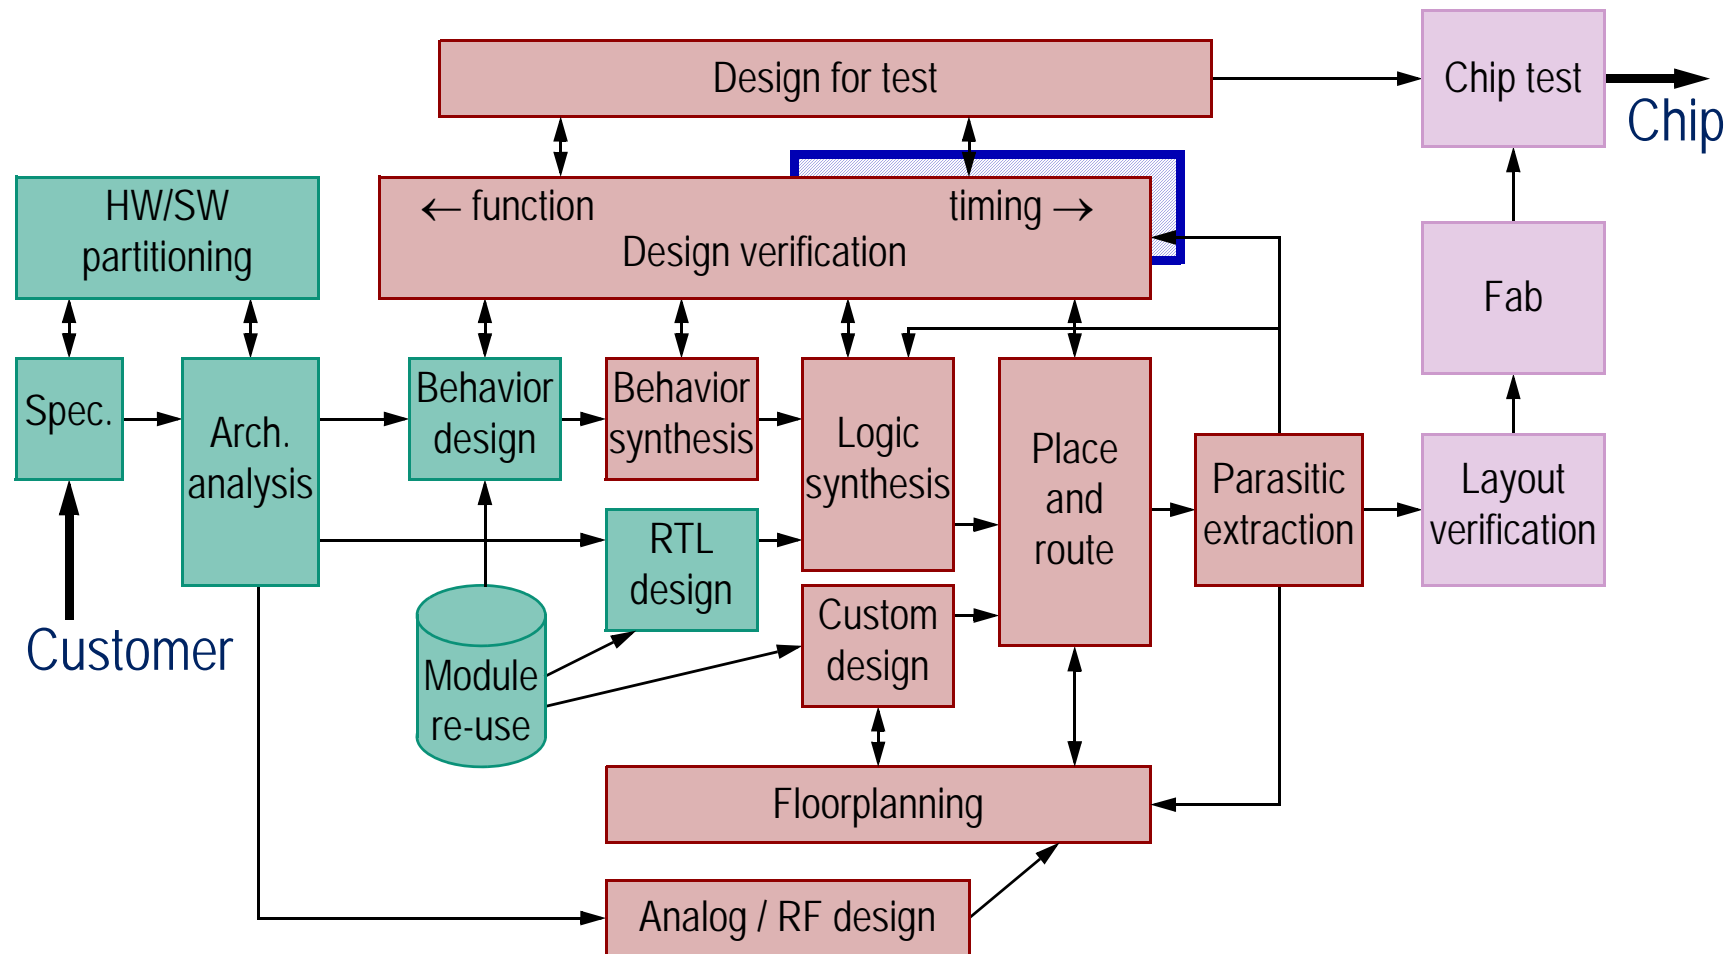 Design for test
Chip test
Chip
HW/SW
partitioning
← function
timing →
Design verification
Fab
Spec.
Arch.
analysis
Behavior
design
Behavior
synthesis
Logic
synthesis
Place
and
route
Parasitic
extraction
Layout
verification
RTL
design
Customer
Module
re-use
Custom
design
Floorplanning
Analog / RF design